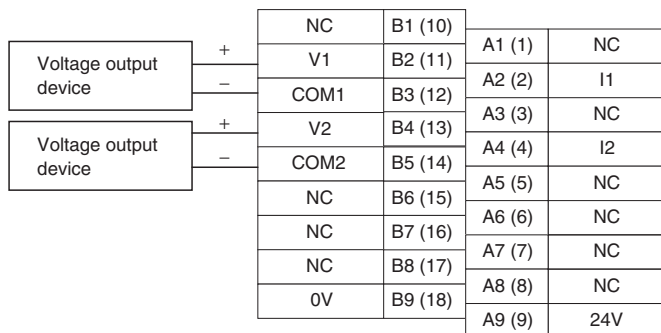 NC B1 (10)
A1 (1) NC
+
Voltage output
device
V1 B2 (11)
A2 (2) I1
−
COM1 B3 (12)
A3 (3) NC
+
Voltage output
device
V2 B4 (13)
A4 (4) I2
−
COM2 B5 (14)
A5 (5) NC
NC B6 (15)
A6 (6) NC
NC B7 (16)
A7 (7) NC
NC B8 (17)
A8 (8) NC
0V B9 (18)
A9 (9) 24V